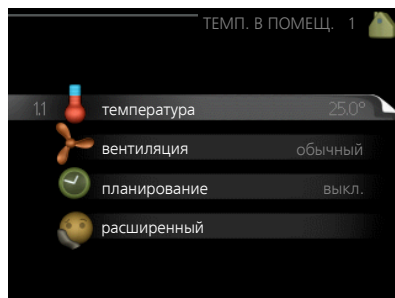 ТЕМП. В ПОМЕЩ. 1
1.1 температура 25.0°
вентиляция обычный
планирование выкл.
расширенный